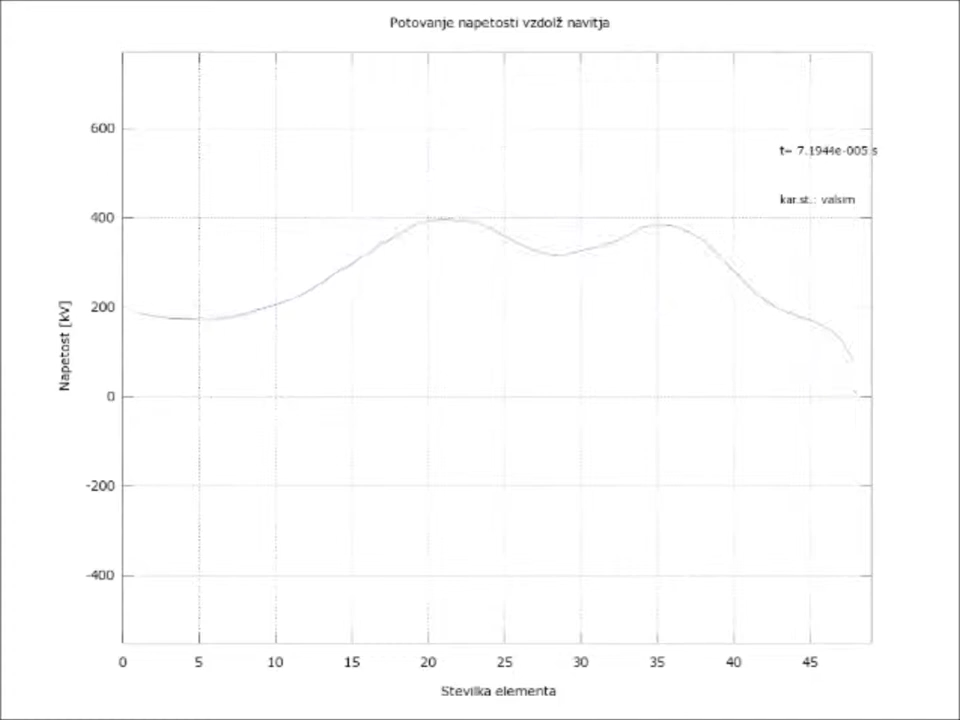 Potovanje napetosti vzdolž navitja
600
t= 7.1944e-005 s
kar.st.: valsim
400
200
Napetost [kV]
0
-200
-400
0 5 10 15 20 25 30 35 40 45
Stevilka elementa